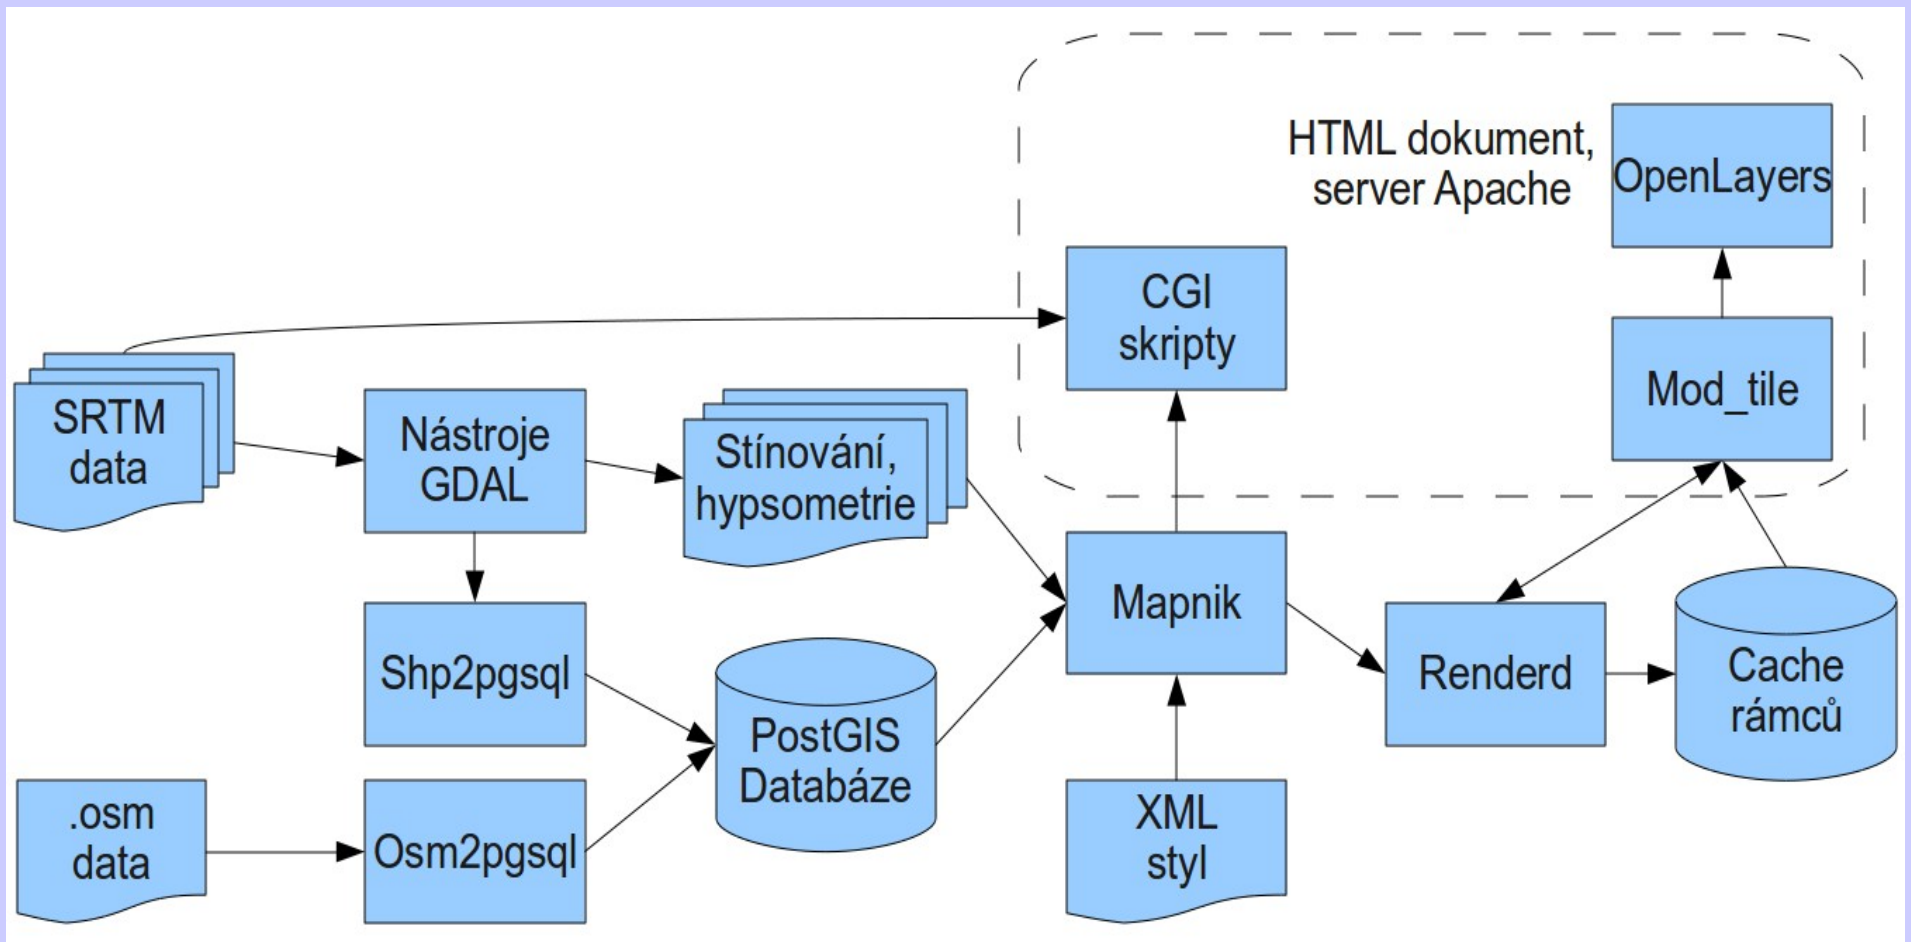 HTML dokument,
server Apache
OpenLayers
CGI
skripty
Mod_tile
SRTM
data
Nástroje
GDAL
Stínování,
hypsometrie
Mapnik
Shp2pgsql
Renderd
Cache
rámců
PostGIS
Databáze
.osm
data
Osm2pgsql
XML
styl